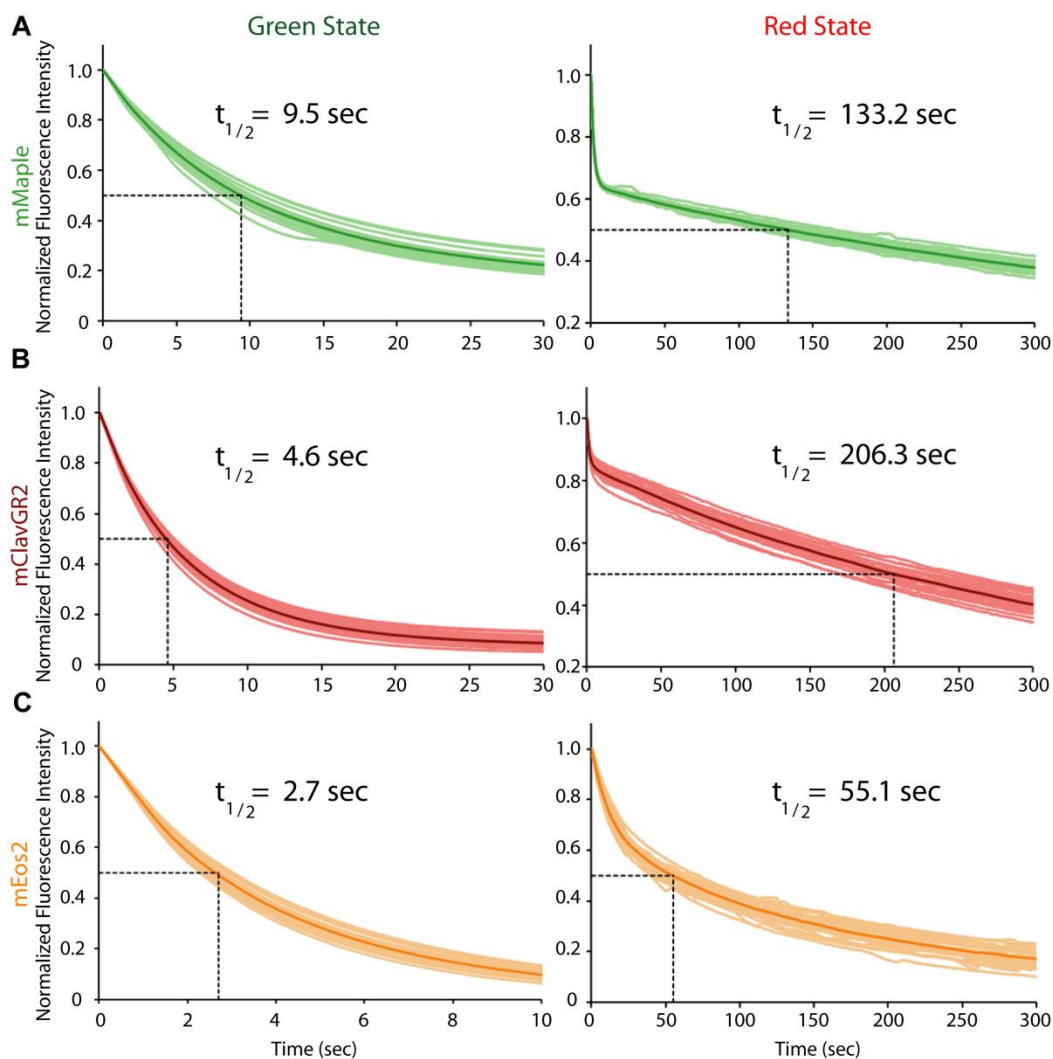 Green State
Red State
A
mMaple
Normalized Fluorescence Intensity
1.0
0.8
0.6
0.4
0.2
0
t1/2= 9.5 sec
0 5 10 15 20 25 30
1.0
0.8
0.6
0.4
0.2
t1/2= 133.2 sec
0 50 100 150 200 250 300
B
mClavGR2
Normalized Fluorescence Intensity
1.0
0.8
0.6
0.4
0.2
0
t1/2= 4.6 sec
0 5 10 15 20 25 30
1.0
0.8
0.6
0.4
0.2
t1/2= 206.3 sec
0 50 100 150 200 250 300
C
mEos2
Normalized Fluorescence Intensity
1.0
0.8
0.6
0.4
0.2
0
t1/2= 2.7 sec
0 2 4 6 8 10
Time (sec)
1.0
0.8
0.6
0.4
0.2
0
t1/2= 55.1 sec
0 50 100 150 200 250 300
Time (sec)